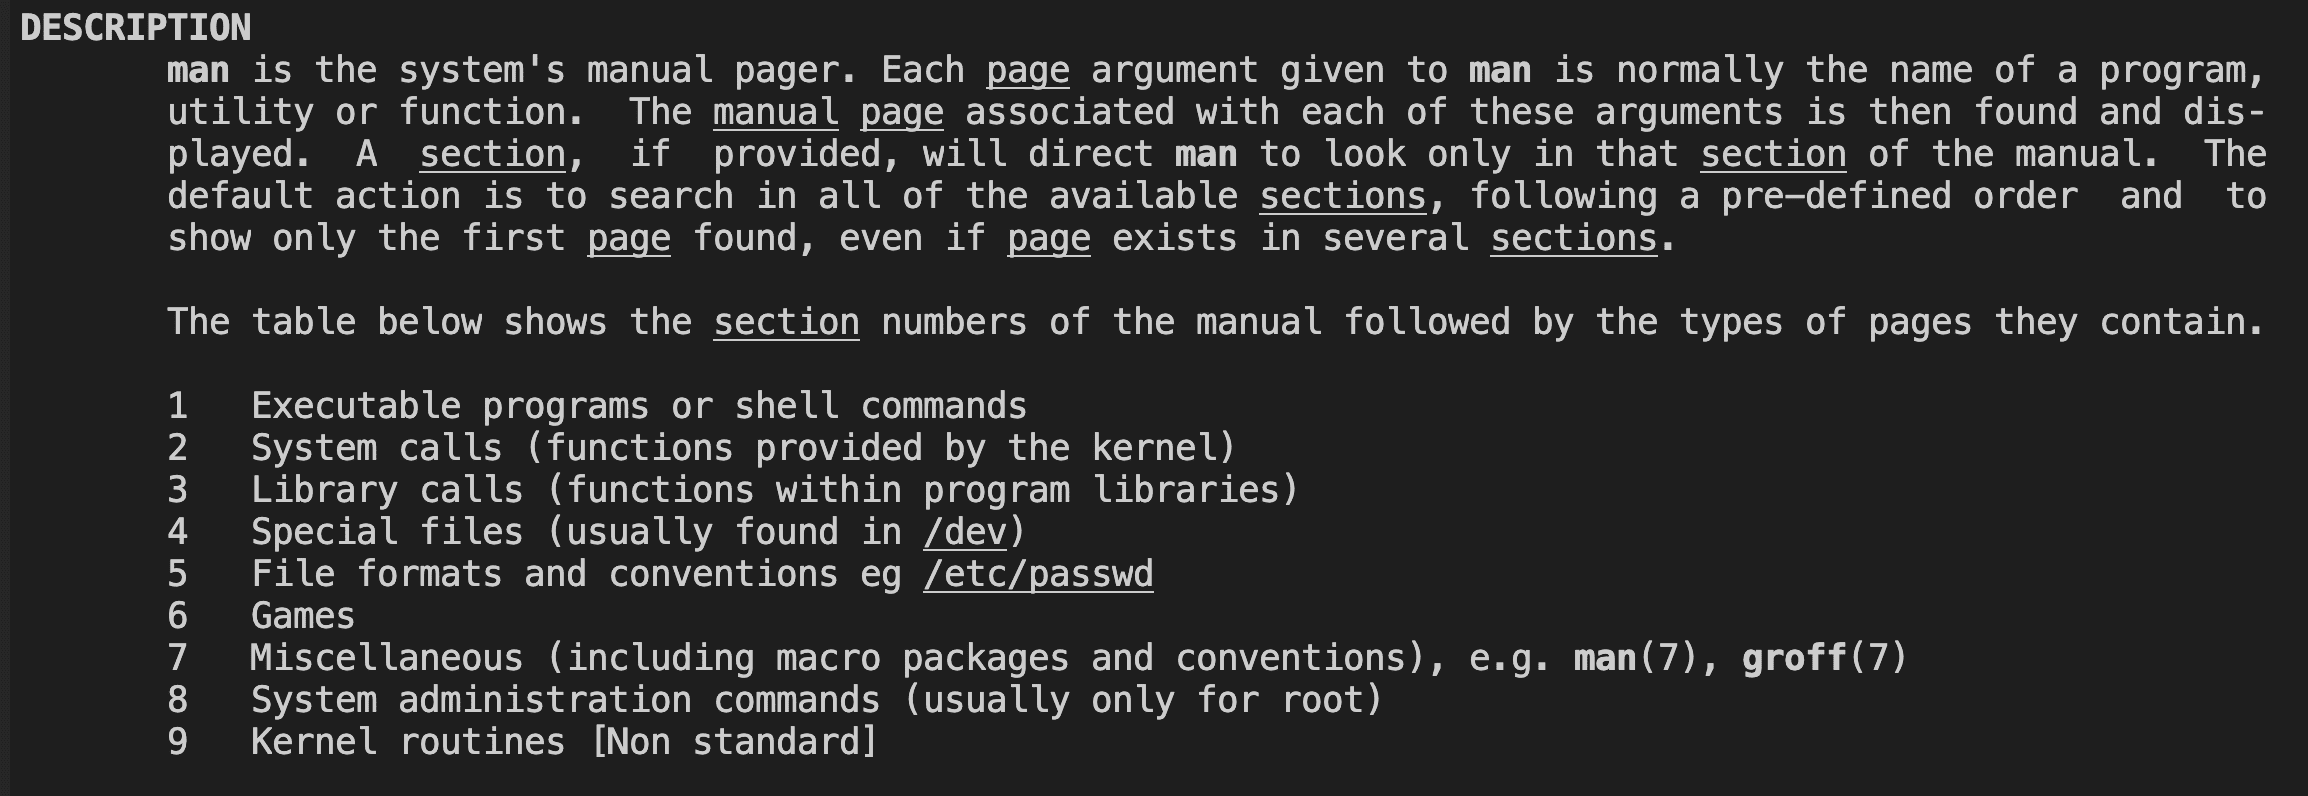 DESCRIPTION
man is the system's manual pager. Each page argument given to man is normally the name of a program,
utility or function.  The manual page associated with each of these arguments is then found and dis-
played.  A  section,  if  provided, will direct man to look only in that section of the manual.  The
default action is to search in all of the available sections, following a pre-defined order  and  to
show only the first page found, even if page exists in several sections.

The table below shows the section numbers of the manual followed by the types of pages they contain.

1   Executable programs or shell commands
2   System calls (functions provided by the kernel)
3   Library calls (functions within program libraries)
4   Special files (usually found in /dev)
5   File formats and conventions eg /etc/passwd
6   Games
7   Miscellaneous (including macro packages and conventions), e.g. man(7), groff(7)
8   System administration commands (usually only for root)
9   Kernel routines [Non standard]